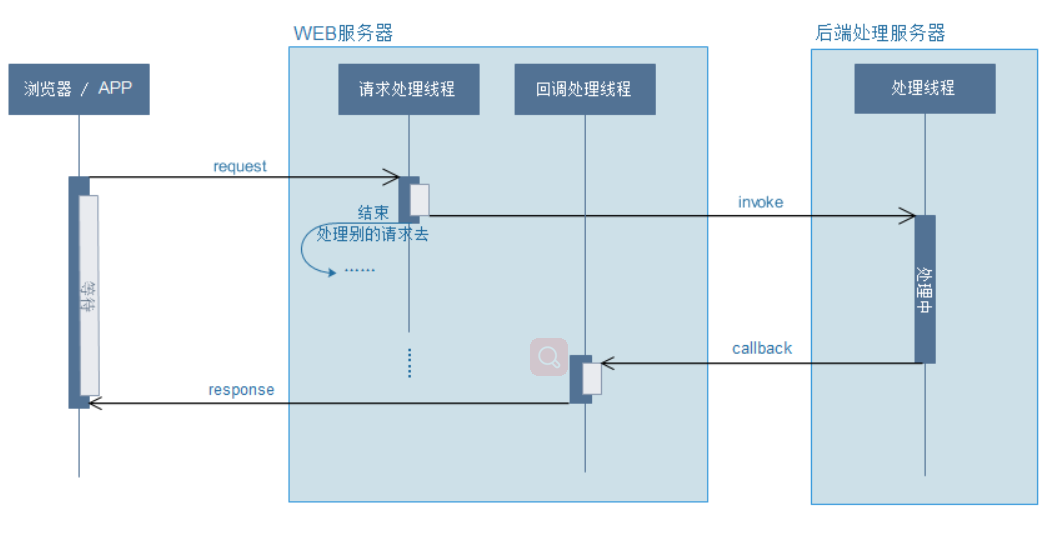 WEB服务器
后端处理服务器
浏览器 / APP
请求处理线程
回调处理线程
处理线程
request
invoke
结束
处理别的请求去
……
等待
处理中
……
callback
response